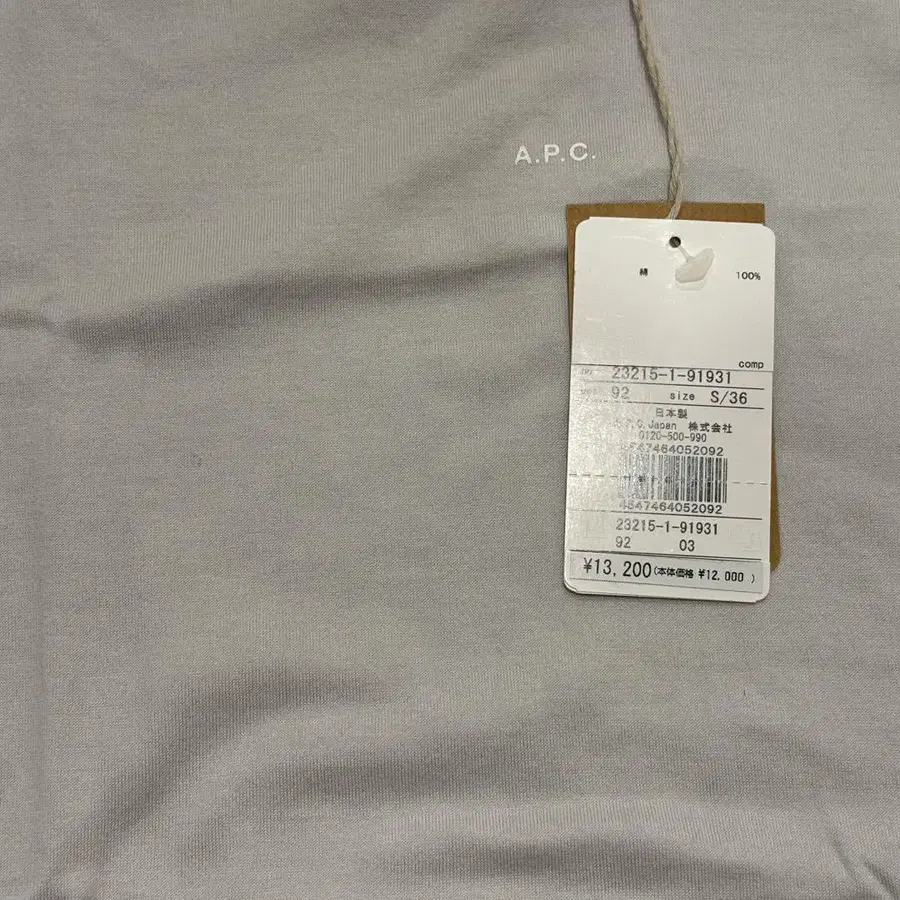 A.P.C.
綿 100%
comp
23215-1-91931
92 size S/36
日本製
.C.Japan 株式会社
0120-500-990
4547464052092
4547464052092
23215-1-91931
92 03
¥13,200(本体価格 ¥12,000 )